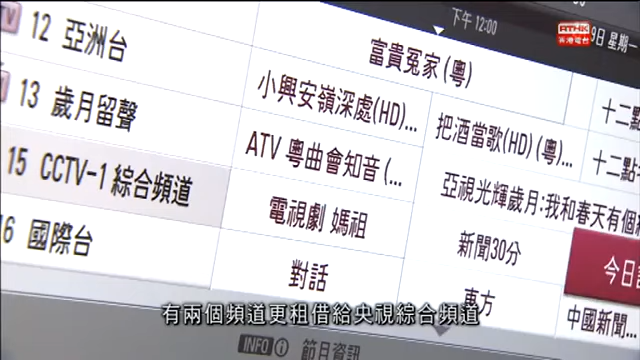 下午 12:00
RTHK
香港電台
9日 星期一
12 亞洲台
富貴冤家 (粵)
小興安嶺深處(HD)...
十二點
13 歲月留聲
把酒當歌(HD) (粵)...
十二點
ATV 粵曲會知音 (...
15 CCTV-1 綜合頻道
亞視光輝歲月:我和春天有個
電視劇 媽祖
新聞30分
今日
16 國際台
對話
東方
中國新聞...
有兩個頻道更租借給央視綜合頻道
INFO i 節目資訊